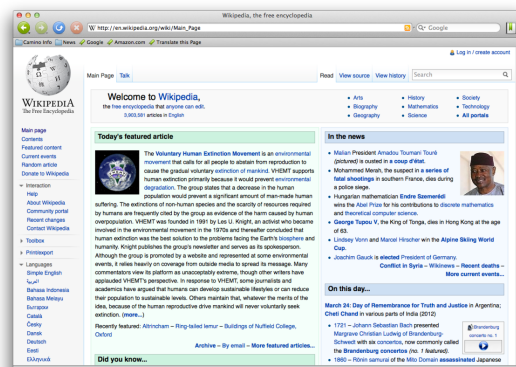 Wikipedia, the free encyclopedia
W http://en.wikipedia.org/wiki/Main_Page
Google
Camino Info
News
Google
Amazon.com
Translate this Page
Log in / create account
WIKIPEDIA
The Free Encyclopedia
Main page
Contents
Featured content
Current events
Random article
Donate to Wikipedia
Interaction
Help
About Wikipedia
Community portal
Recent changes
Contact Wikipedia
Toolbox
Print/export
Languages
Simple English
العربية
Bahasa Indonesia
Bahasa Melayu
Български
Català
Česky
Dansk
Deutsch
Eesti
Ελληνικά
Main Page
Talk
Read
View source
View history
Search
Welcome to Wikipedia,
the free encyclopedia that anyone can edit.
3,903,581 articles in English
Arts
Biography
Geography
History
Mathematics
Science
Society
Technology
All portals
Today's featured article
The Voluntary Human Extinction Movement is an environmental
movement that calls for all people to abstain from reproduction to
cause the gradual voluntary extinction of mankind. VHEMT supports
human extinction primarily because it would prevent environmental
degradation. The group states that a decrease in the human
population would prevent a significant amount of man-made human
suffering. The extinctions of non-human species and the scarcity of resources required
by humans are frequently cited by the group as evidence of the harm caused by human
overpopulation. VHEMT was founded in 1991 by Les U. Knight, an activist who became
involved in the environmental movement in the 1970s and thereafter concluded that
human extinction was the best solution to the problems facing the Earth's biosphere and
humanity. Knight publishes the group's newsletter and serves as its spokesperson.
Although the group is promoted by a website and represented at some environmental
events, it relies heavily on coverage from outside media to spread its message. Many
commentators view its platform as unacceptably extreme, though other writers have
applauded VHEMT's perspective. In response to VHEMT, some journalists and
academics have argued that humans can develop sustainable lifestyles or can reduce
their population to sustainable levels. Others maintain that, whatever the merits of the
idea, because of the human reproductive drive mankind will never voluntarily seek
extinction. (more...)
Recently featured: Altrincham – Ring-tailed lemur – Buildings of Nuffield College,
Oxford
Archive – By email – More featured articles...
Did you know...
In the news
Malian President Amadou Toumani Touré
(pictured) is ousted in a coup d'état.
Mohammed Merah, the suspect in a series of
fatal shootings in southern France, dies during
a police siege.
Hungarian mathematician Endre Szemerédi
wins the Abel Prize for his contributions to discrete mathematics
and theoretical computer science.
George Tupou V, the King of Tonga, dies in Hong Kong at the age
of 63.
Lindsey Vonn and Marcel Hirscher win the Alpine Skiing World
Cup.
Joachim Gauck is elected President of Germany.
Conflict in Syria – Wikinews – Recent deaths –
More current events...
On this day...
March 24: Day of Remembrance for Truth and Justice in Argentina;
Cheti Chand in various parts of India (2012)
1721 – Johann Sebastian Bach presented
Margrave Christian Ludwig of Brandenburg-
Schwedt with six concertos, now commonly called
the Brandenburg concertos (no. 1 featured).
Brandenburg
concerto no. 1
1860 – Rōnin samurai of the Mito Domain assassinated Japanese